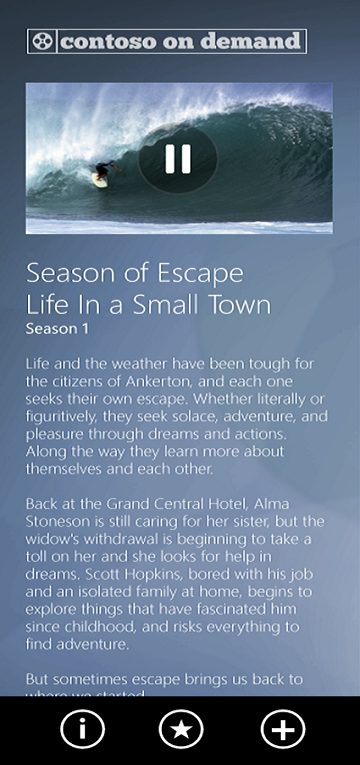 contoso on demand
Season of Escape
Life In a Small Town
Season 1
Life and the weather have been tough for
the citizens of Ankerton, and each one
seeks their own escape. Whether literally or
figuritively, they seek solace, adventure, and
pleasure through dreams and actions.
Along the way they learn more about
themselves and each other.
Back at the Grand Central Hotel, Alma
Stoneson is still caring for her sister, but the
widow's withdrawal is beginning to take a
toll on her and she looks for help in
dreams. Scott Hopkins, bored with his job
and an isolated family at home, begins to
explore things that have fascinated him
since childhood, and risks everything to
find adventure.
But sometimes escape brings us back to
where we started